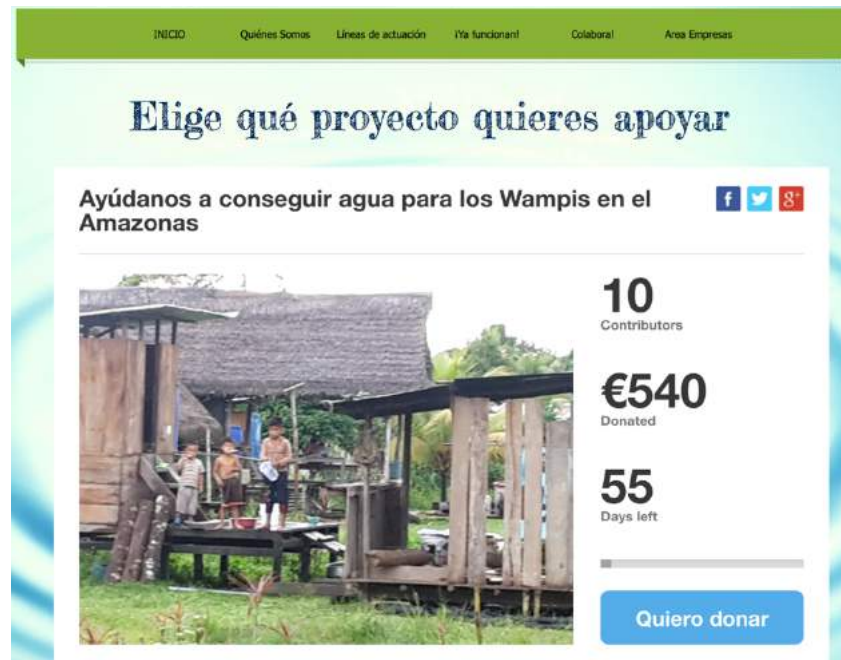 INICIO Quiénes Somos Líneas de actuación ¡Ya funcionan! Colabora! Area Empresas
Elige qué proyecto quieres apoyar
Ayúdanos a conseguir agua para los Wampis en el
Amazonas
f g+
10
Contributors
€540
Donated
55
Days left
Quiero donar